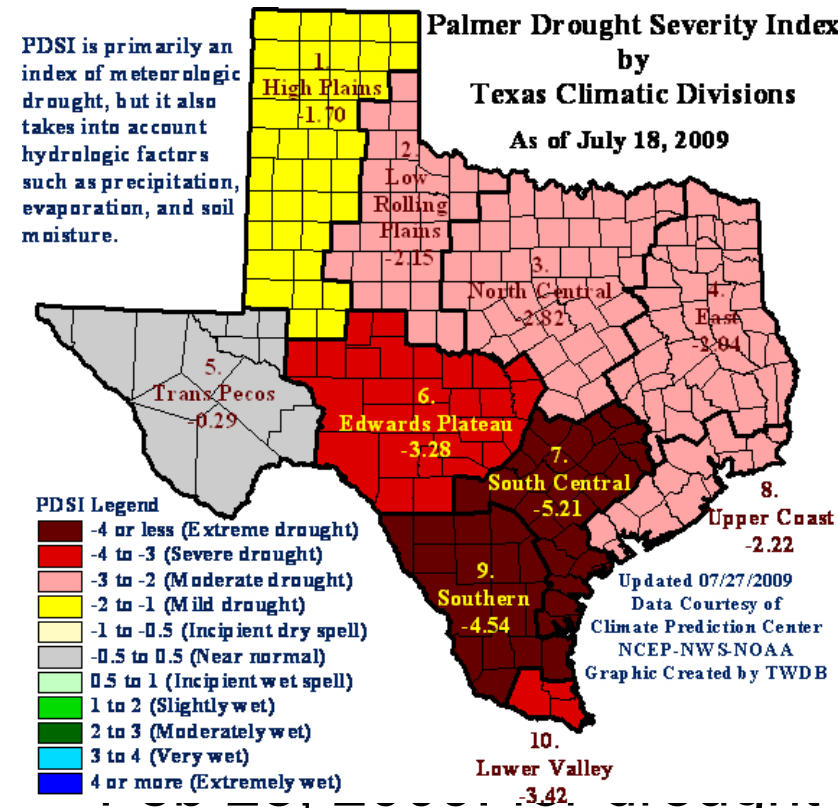 Palmer Drought Severity Index
by
Texas Climatic Divisions
As of July 18, 2009
PDSI is primarily an
index of meteorologic
drought, but it also
takes into account
hydrologic factors
such as precipitation,
evaporation, and soil
moisture.
1.
High Plains
-1.70
2.
Low
Rolling
Plains
-2.15
3.
North Central
-2.82
4.
East
-2.04
5.
Trans Pecos
-0.29
6.
Edwards Plateau
-3.28
7.
South Central
-5.21
8.
Upper Coast
-2.22
9.
Southern
-4.54
10.
Lower Valley
-3.42
PDSI Legend
-4 or less (Extreme drought)
-4 to -3 (Severe drought)
-3 to -2 (Moderate drought)
-2 to -1 (Mild drought)
-1 to -0.5 (Incipient dry spell)
-0.5 to 0.5 (Near normal)
0.5 to 1 (Incipient wet spell)
1 to 2 (Slightly wet)
2 to 3 (Moderately wet)
3 to 4 (Very wet)
4 or more (Extremely wet)
Updated 07/27/2009
Data Courtesy of
Climate Prediction Center
NCEP-NWS-NOAA
Graphic Created by TWDB